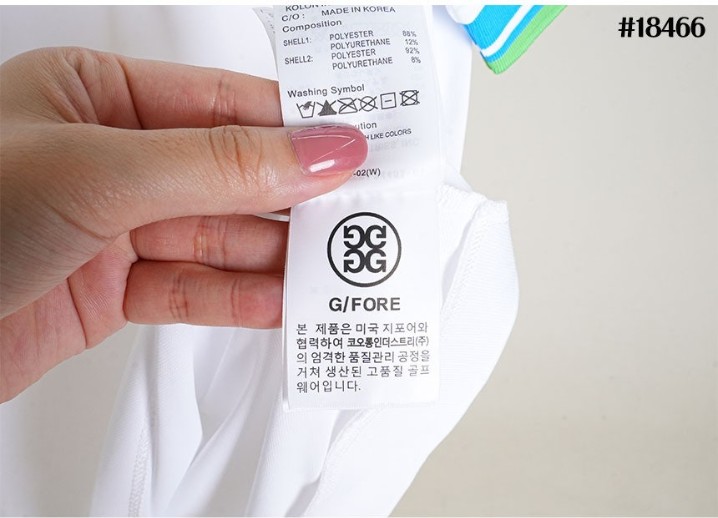 #18466
KOLON
C/O : MADE IN KOREA
Composition
SHELL1: POLYESTER 88%
POLYURETHANE 12%
SHELL2: POLYESTER 92%
POLYURETHANE 8%
Washing Symbol
LIKE COLORS
-02(W)
G/FORE
본 제품은 미국 지포어와
협력하여 코오롱인더스트리(주)
의 엄격한 품질관리 공정을
거쳐 생산된 고품질 골프
웨어입니다.